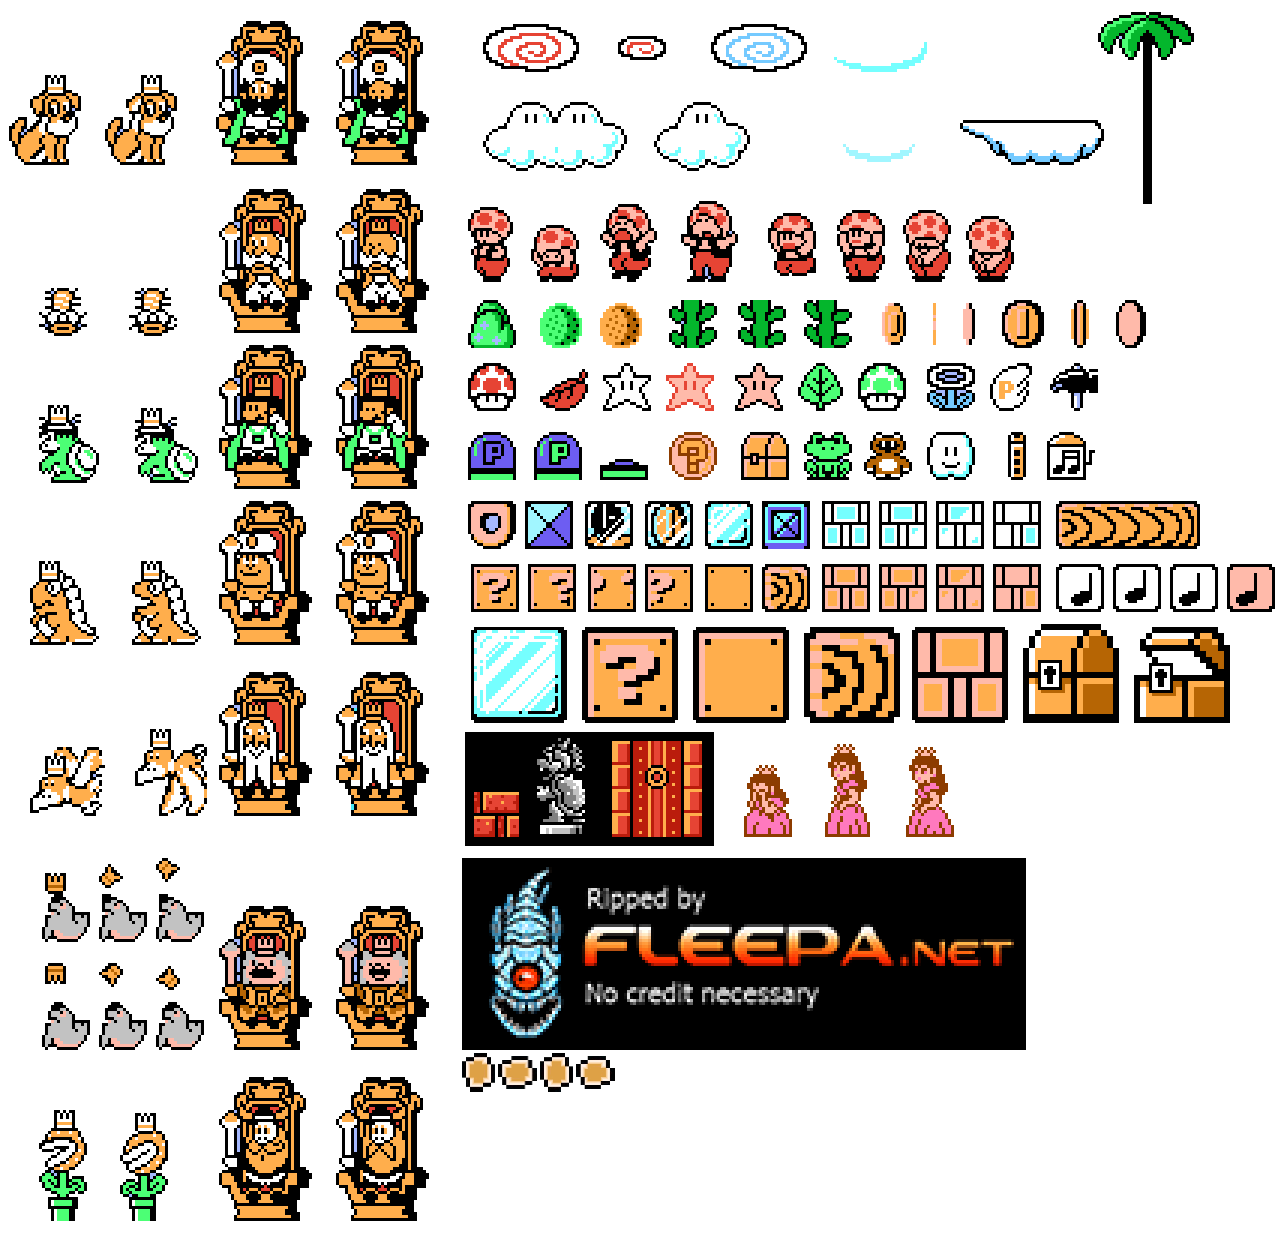 P
P P
?
? ? ? ?
?
Ripped by
FLEEPA.NET
No credit necessary